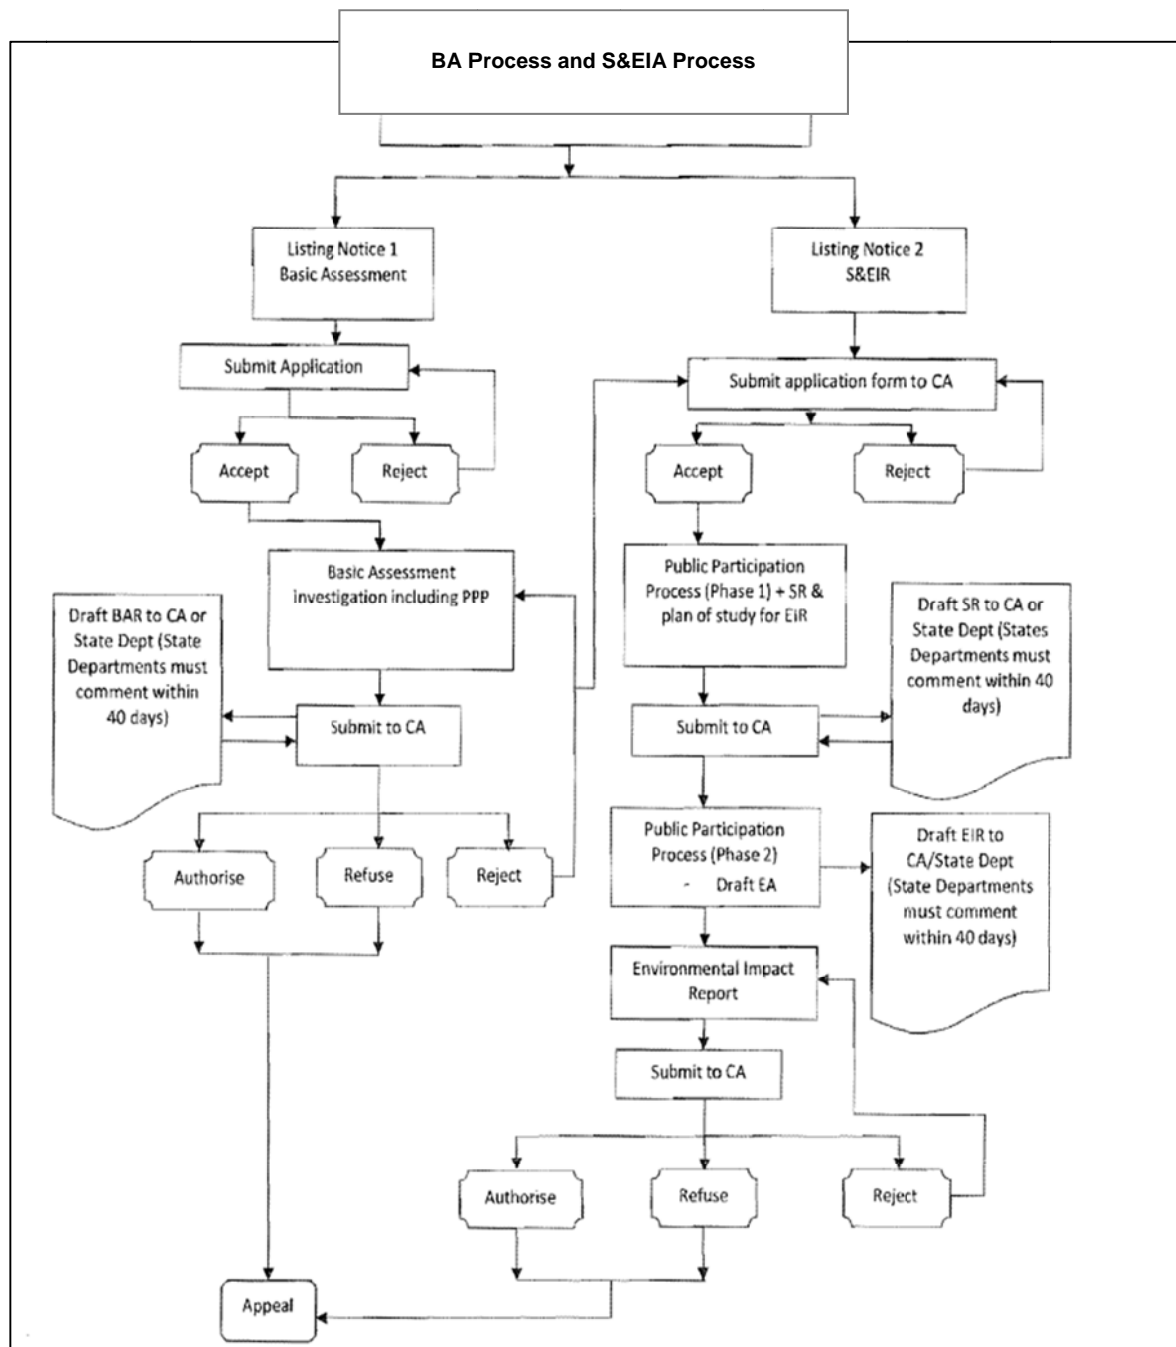 BA Process and S&EIA Process
Listing Notice 1
Basic Assessment
Submit Application
Accept
Reject
Basic Assessment
investigation including PPP
Draft BAR to CA or
State Dept (State
Departments must
comment within
40 days)
Submit to CA
Authorise
Refuse
Reject
Listing Notice 2
S&EIR
Submit application form to CA
Accept
Reject
Public Participation
Process (Phase 1) + SR &
plan of study for EIR
Draft SR to CA or
State Dept (States
Departments must
comment within 40
days)
Submit to CA
Public Participation
Process (Phase 2)
- Draft EA
Draft EIR to
CA/State Dept
(State Departments
must comment
within 40 days)
Environmental Impact
Report
Submit to CA
Authorise
Refuse
Reject
Appeal